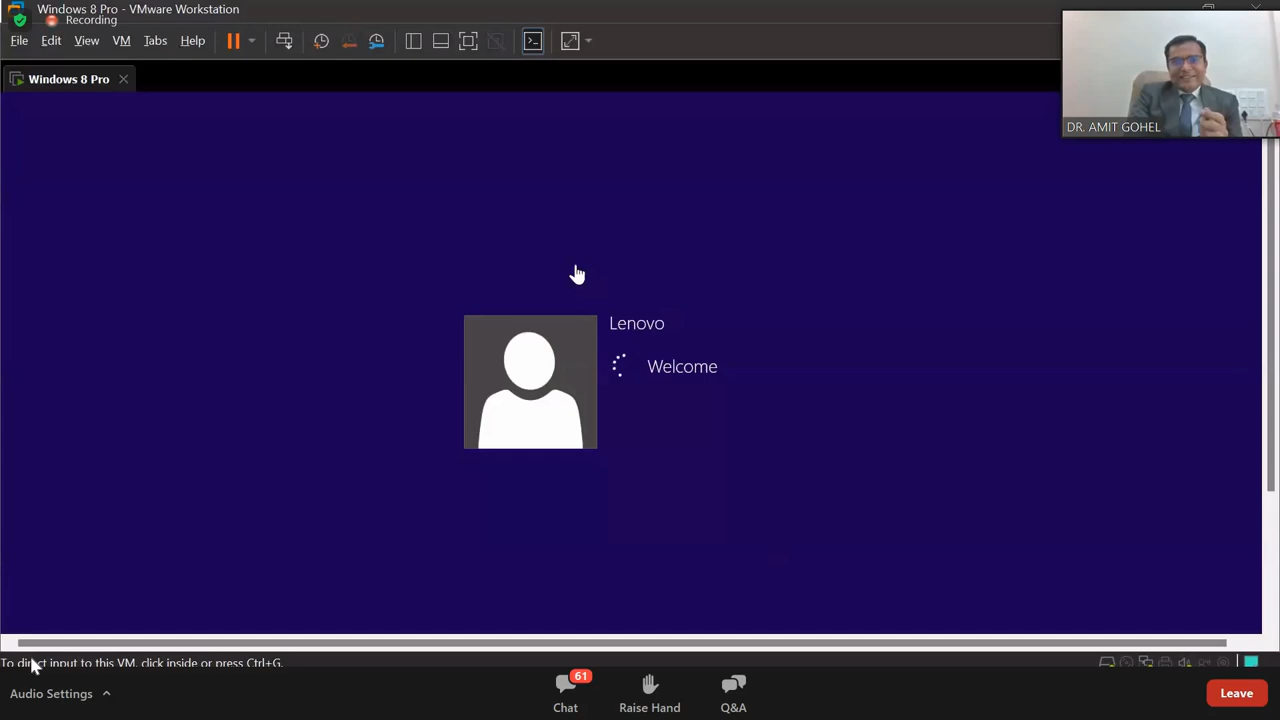 Windows 8 Pro - VMware Workstation
Recording
File Edit View VM Tabs Help
Windows 8 Pro
DR. AMIT GOHEL
Lenovo
Welcome
To direct input to this VM, click inside or press Ctrl+G.
Audio Settings
61
Chat
Raise Hand
Q&A
Leave